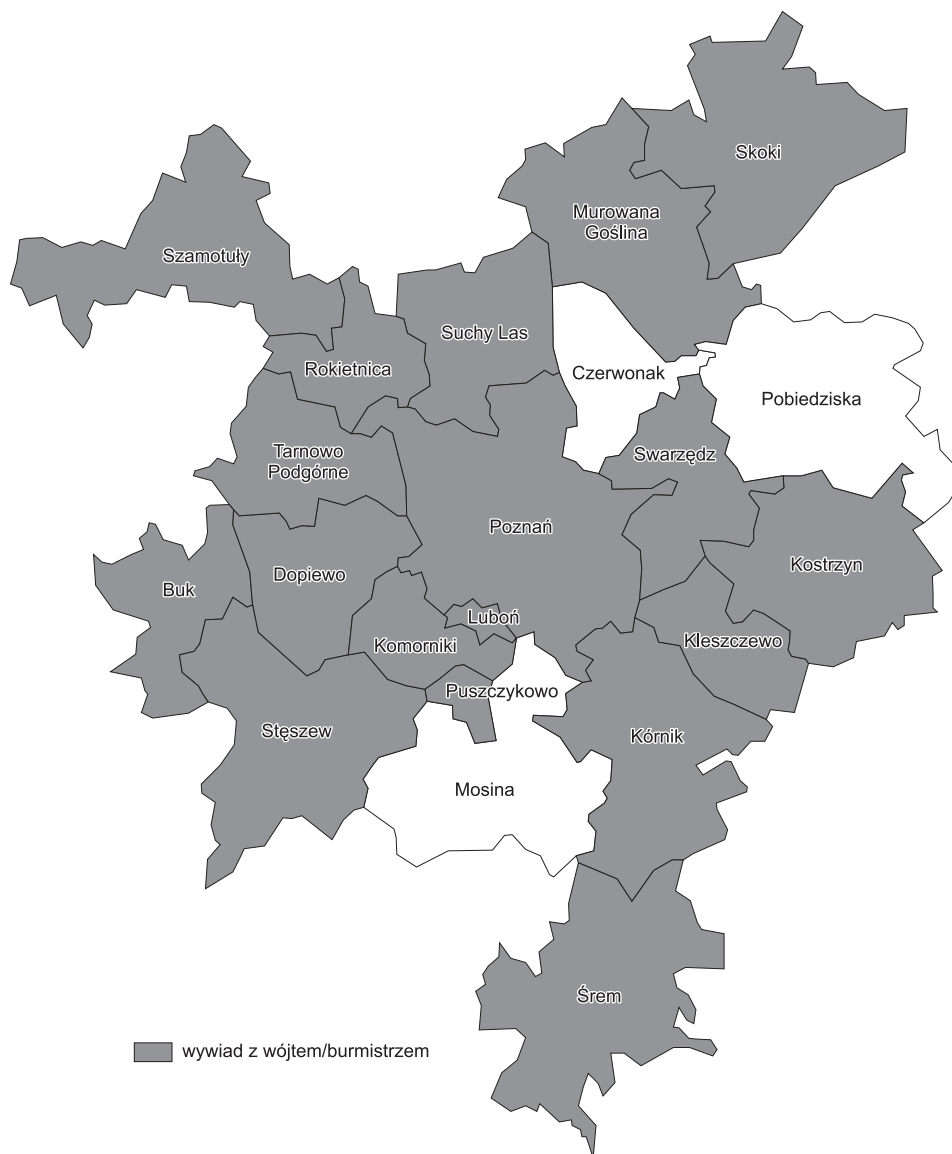 Skoki
Murowana
Goślina
Szamotuły
Suchy Las
Rokietnica
Czerwonak
Pobiedziska
Tarnowo
Podgórne
Swarzędz
Poznań
Kostrzyn
Buk
Dopiewo
Luboń
Komorniki
Kleszczewo
Puszczykowo
Stęszew
Kórnik
Mosina
Śrem
wywiad z wójtem/burmistrzem